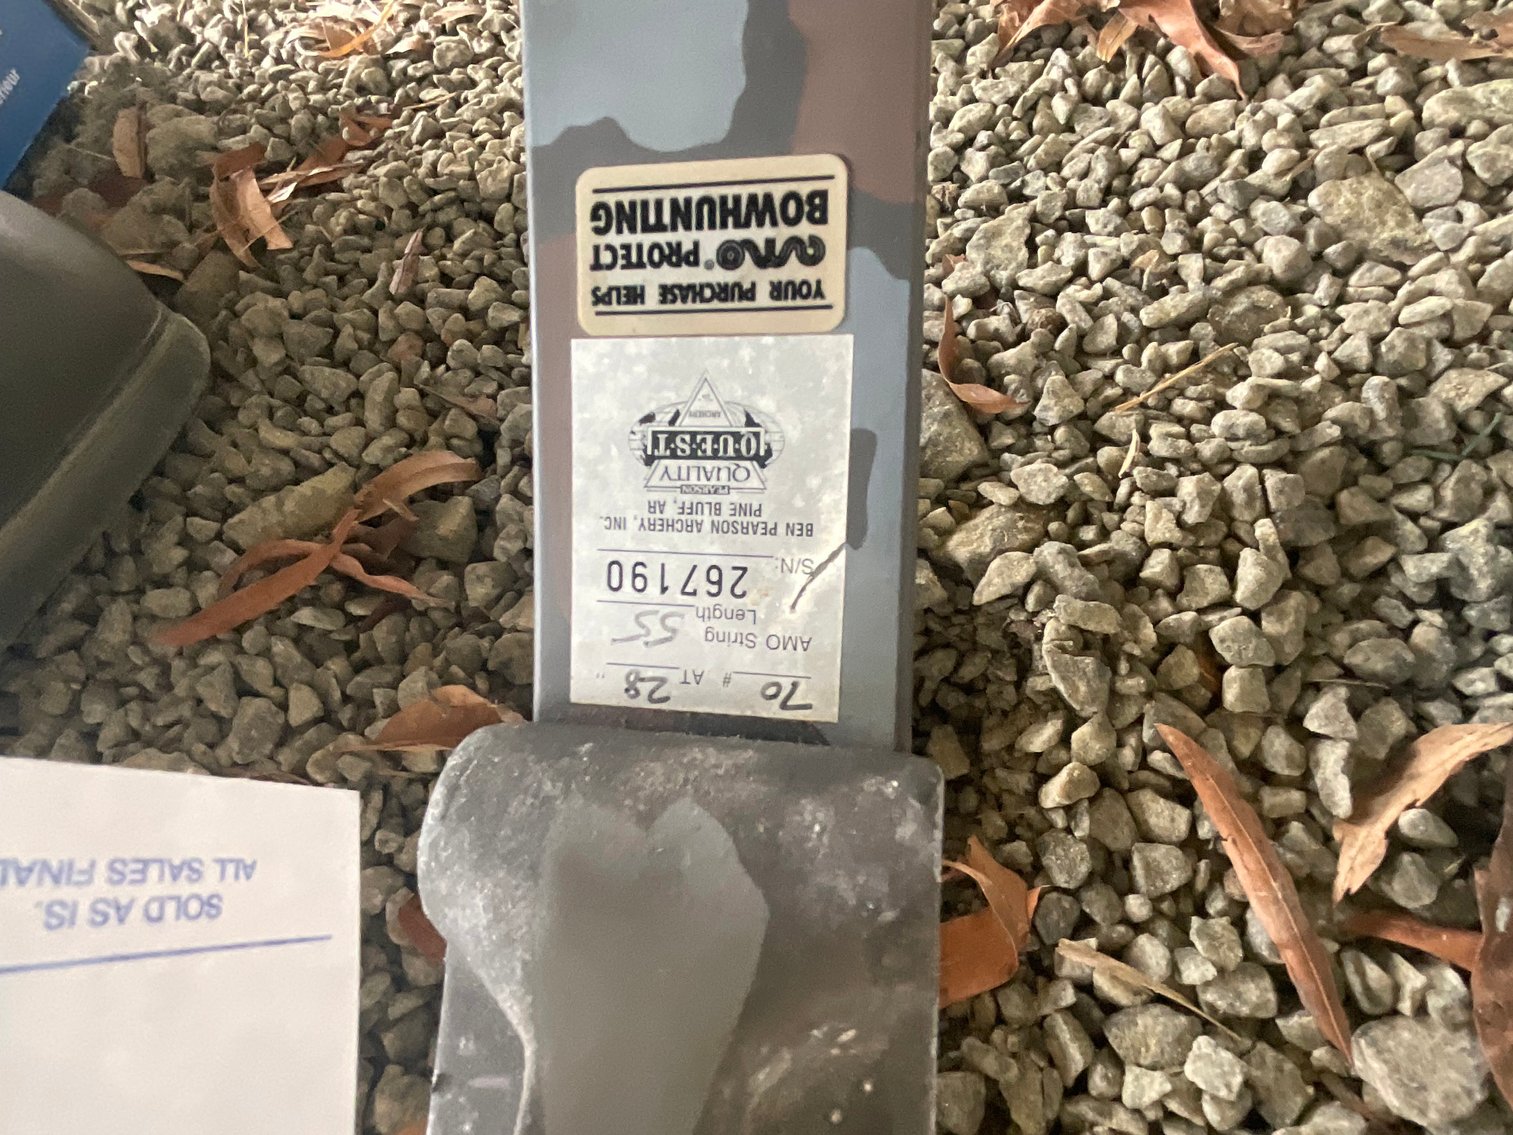 YOUR PURCHASE HELPS
AMO® PROTECT
BOWHUNTING
70 # AT 28 "
AMO String
Length 55
S/N: 267190
BEN PEARSON ARCHERY, INC.
PINE BLUFF, AR
PEARSON
QUALITY
Q·U·E·S·T
ARCHERY
SOLD AS IS.
ALL SALES FINAL